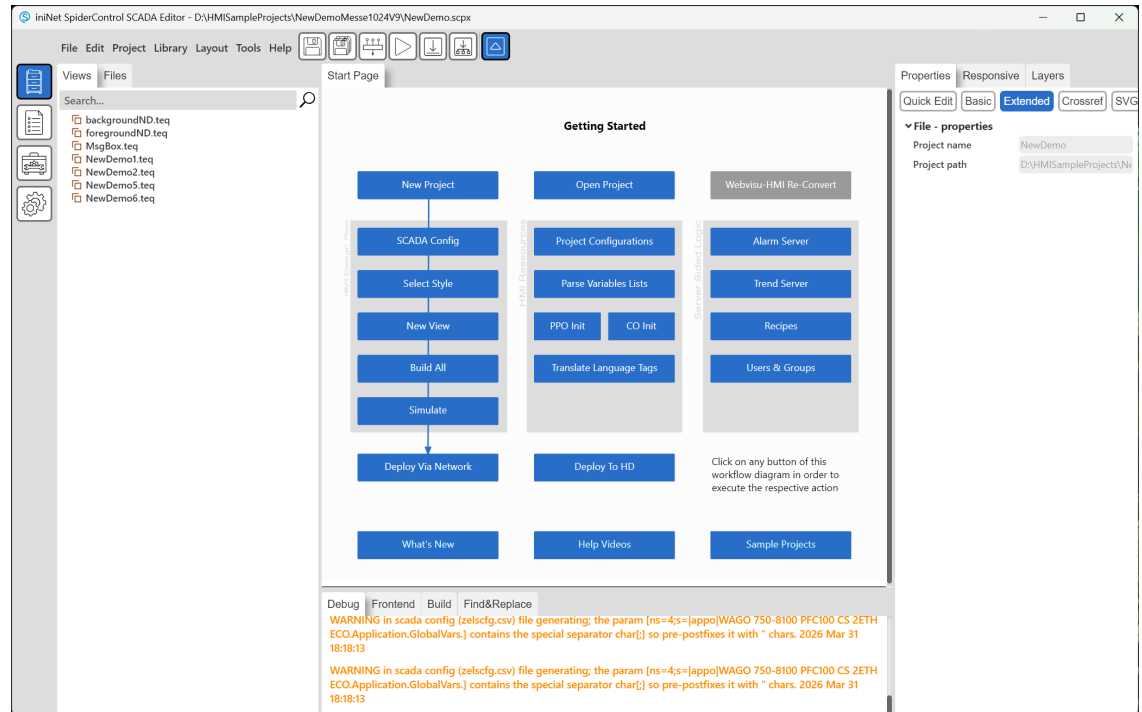 iniNet SpiderControl SCADA Editor - D:\HMISampleProjects\NewDemoMesse1024V9\NewDemo.scpx
File Edit Project Library Layout Tools Help
Views Files
Search...
backgroundND.teq
foregroundND.teq
MsgBox.teq
NewDemo1.teq
NewDemo2.teq
NewDemo5.teq
NewDemo6.teq
Start Page
Getting Started
New Project Open Project Webvisu-HMI Re-Convert
HMI Design Flow
HMI Ressources
Server Sided Logic
SCADA Config Project Configurations Alarm Server
Select Style Parse Variables Lists Trend Server
New View PPO Init CO Init Recipes
Build All Translate Language Tags Users & Groups
Simulate
Deploy Via Network Deploy To HD
Click on any button of this
workflow diagram in order to
execute the respective action
What's New Help Videos Sample Projects
Debug Frontend Build Find&Replace
WARNING in scada config (zelscfg.csv) file generating; the param [ns=4;s=|appo|WAGO 750-8100 PFC100 CS 2ETH
ECO.Application.GlobalVars.] contains the special separator char[;] so pre-postfixes it with " chars. 2026 Mar 31
18:18:13
WARNING in scada config (zelscfg.csv) file generating; the param [ns=4;s=|appo|WAGO 750-8100 PFC100 CS 2ETH
ECO.Application.GlobalVars.] contains the special separator char[;] so pre-postfixes it with " chars. 2026 Mar 31
18:18:13
Properties Responsive Layers
Quick Edit Basic Extended Crossref SVG
File - properties
Project name NewDemo
Project path D:\HMISampleProjects\Ne